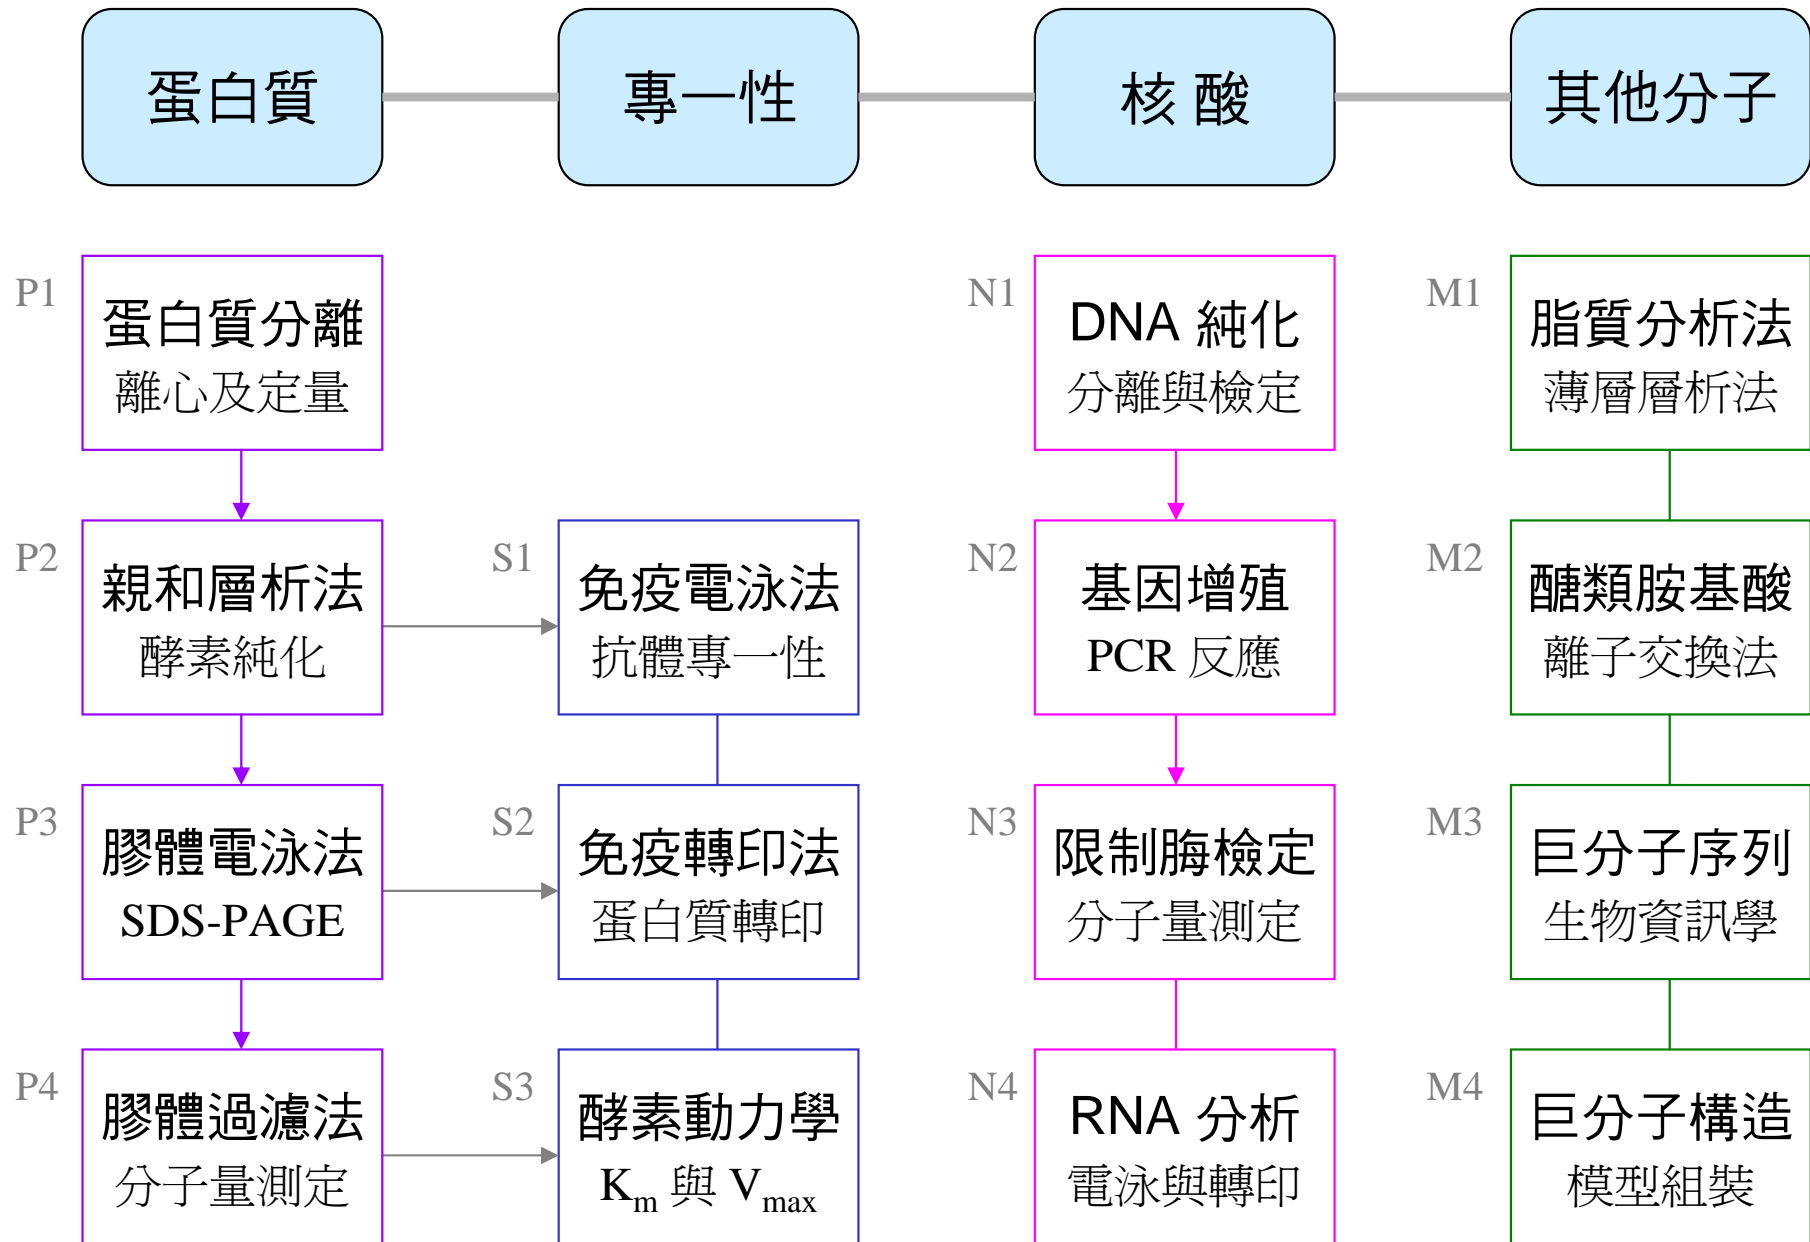 蛋白質
專一性
核 酸
其他分子
P1
蛋白質分離
離心及定量
N1
DNA 純化
分離與檢定
M1
脂質分析法
薄層層析法
P2
親和層析法
酵素純化
S1
免疫電泳法
抗體專一性
N2
基因增殖
PCR 反應
M2
醣類胺基酸
離子交換法
P3
膠體電泳法
SDS-PAGE
S2
免疫轉印法
蛋白質轉印
N3
限制脢檢定
分子量測定
M3
巨分子序列
生物資訊學
P4
膠體過濾法
分子量測定
S3
酵素動力學
Km 與 Vmax
N4
RNA 分析
電泳與轉印
M4
巨分子構造
模型組裝